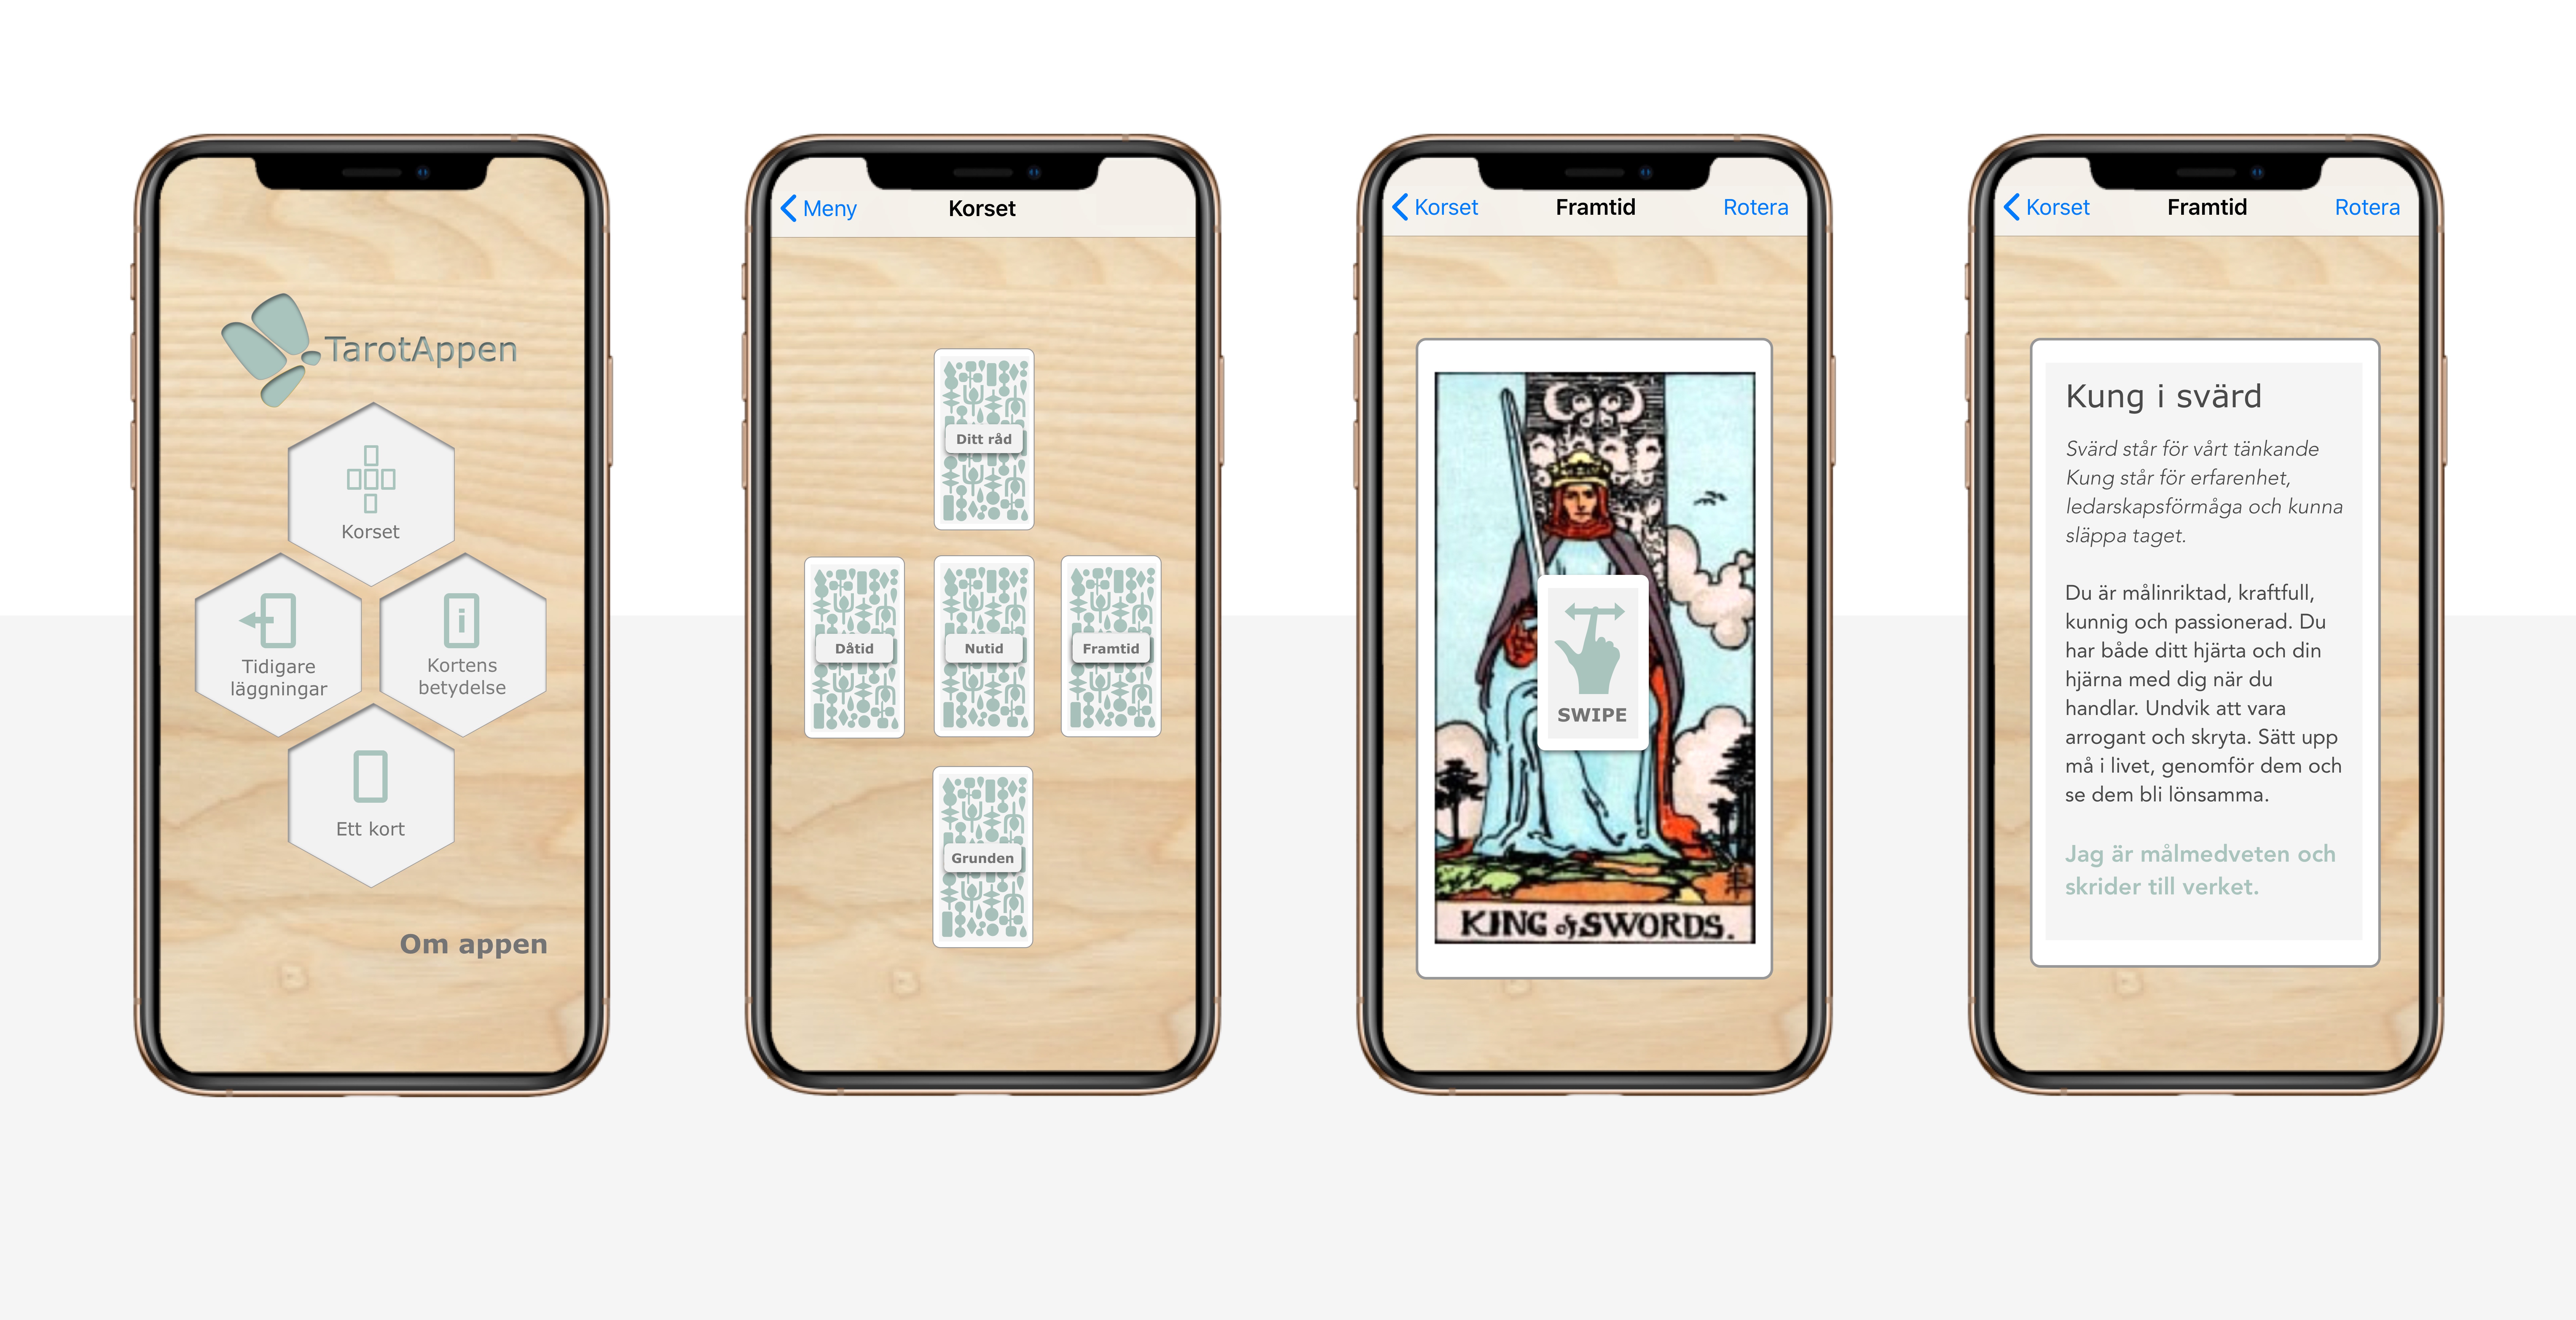 TarotAppen
Korset
Tidigare
läggningar
Kortens
betydelse
Ett kort
Om appen
Meny
Korset
Ditt råd
Dåtid
Nutid
Framtid
Grunden
Korset
Framtid
Rotera
SWIPE
KING of SWORDS.
Korset
Framtid
Rotera
Kung i svärd
Svärd står för vårt tänkande
Kung står för erfarenhet,
ledarskapsförmåga och kunna
släppa taget.
Du är målinriktad, kraftfull,
kunnig och passionerad. Du
har både ditt hjärta och din
hjärna med dig när du
handlar. Undvik att vara
arrogant och skryta. Sätt upp
må i livet, genomför dem och
se dem bli lönsamma.
Jag är målmedveten och
skrider till verket.